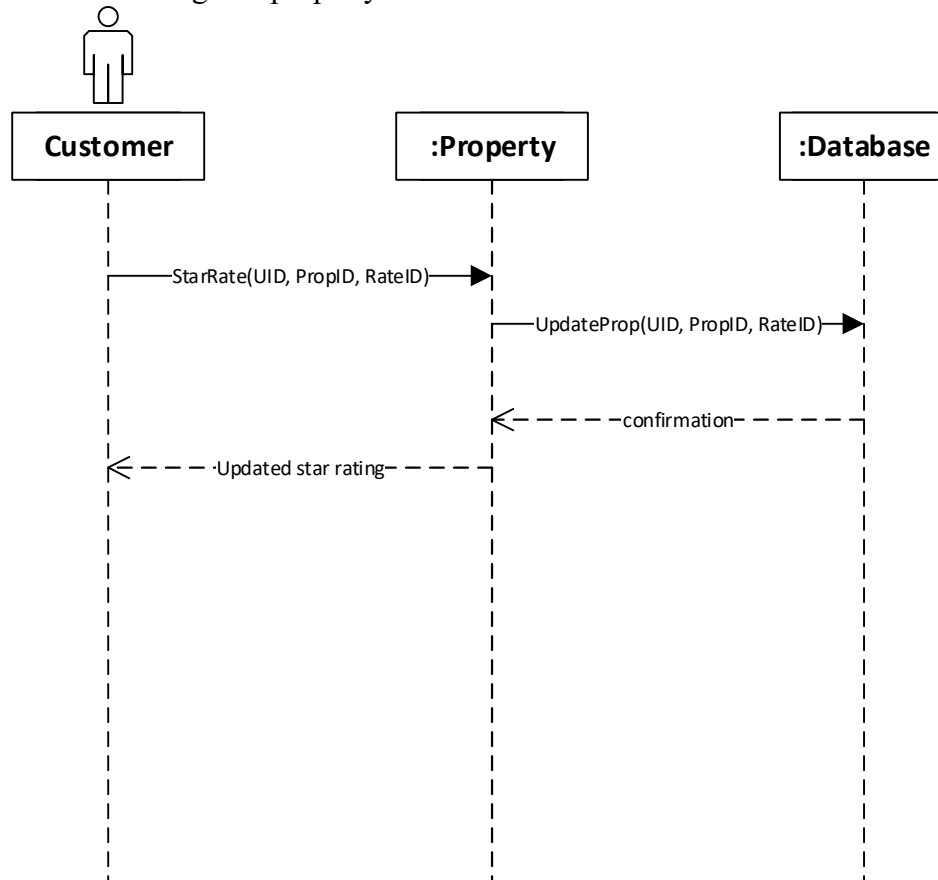 Customer
:Property
:Database
StarRate(UID, PropID, RateID)
UpdateProp(UID, PropID, RateID)
confirmation
Updated star rating